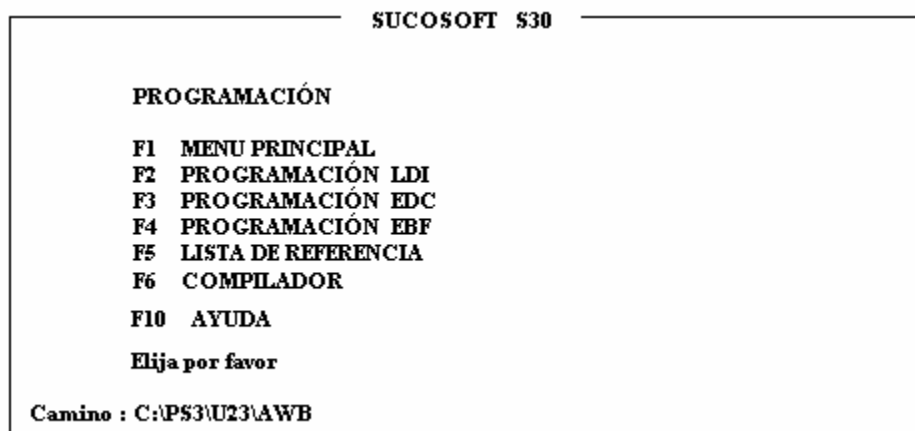 SUCOSOFT S30
PROGRAMACIÓN
F1 MENU PRINCIPAL
F2 PROGRAMACIÓN LDI
F3 PROGRAMACIÓN EDC
F4 PROGRAMACIÓN EBF
F5 LISTA DE REFERENCIA
F6 COMPILADOR
F10 AYUDA
Elija por favor
Camino : C:\PS3\U23\AWB